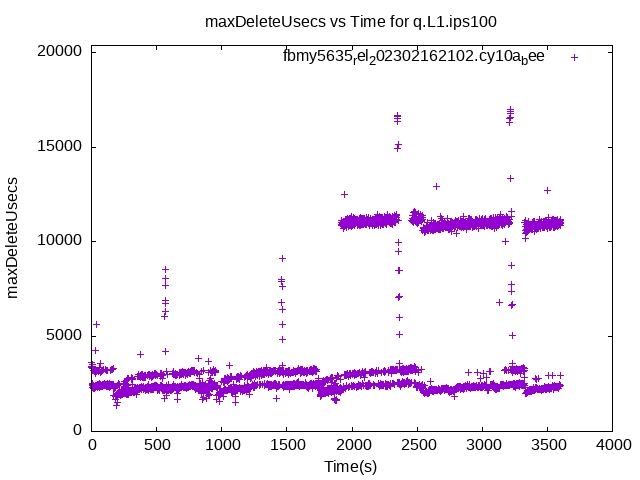 maxDeleteUsecs vs Time for q.L1.ips100
fbmy5635rel202302162102.cy10abee
maxDeleteUsecs
20000
15000
10000
5000
0
0 500 1000 1500 2000 2500 3000 3500 4000
Time(s)